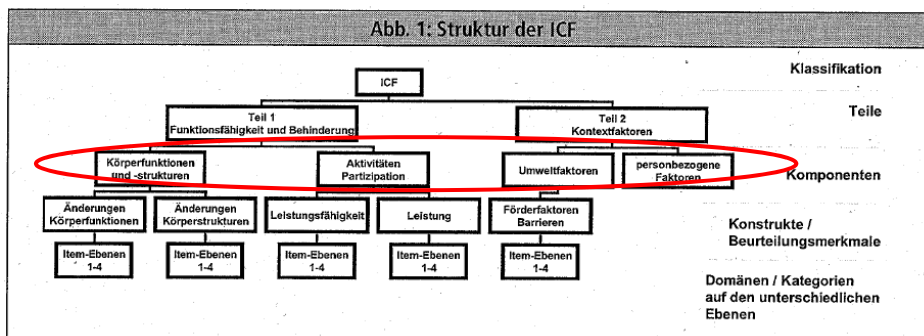 Abb. 1: Struktur der ICF
Klassifikation
ICF
Teile
Teil 1
Funktionsfähigkeit und Behinderung
Teil 2
Kontextfaktoren
Komponenten
Körperfunktionen
und -strukturen
Aktivitäten
Partizipation
Umweltfaktoren
personbezogene
Faktoren
Konstrukte /
Beurteilungsmerkmale
Änderungen
Körperfunktionen
Änderungen
Körperstrukturen
Leistungsfähigkeit
Leistung
Förderfaktoren
Barrieren
Domänen / Kategorien
auf den unterschiedlichen
Ebenen
Item-Ebenen
1-4
Item-Ebenen
1-4
Item-Ebenen
1-4
Item-Ebenen
1-4
Item-Ebenen
1-4